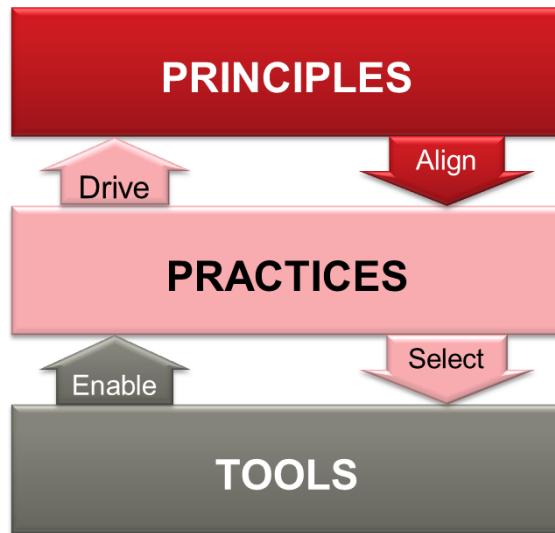 PRINCIPLES
Drive
Align
PRACTICES
Enable
Select
TOOLS